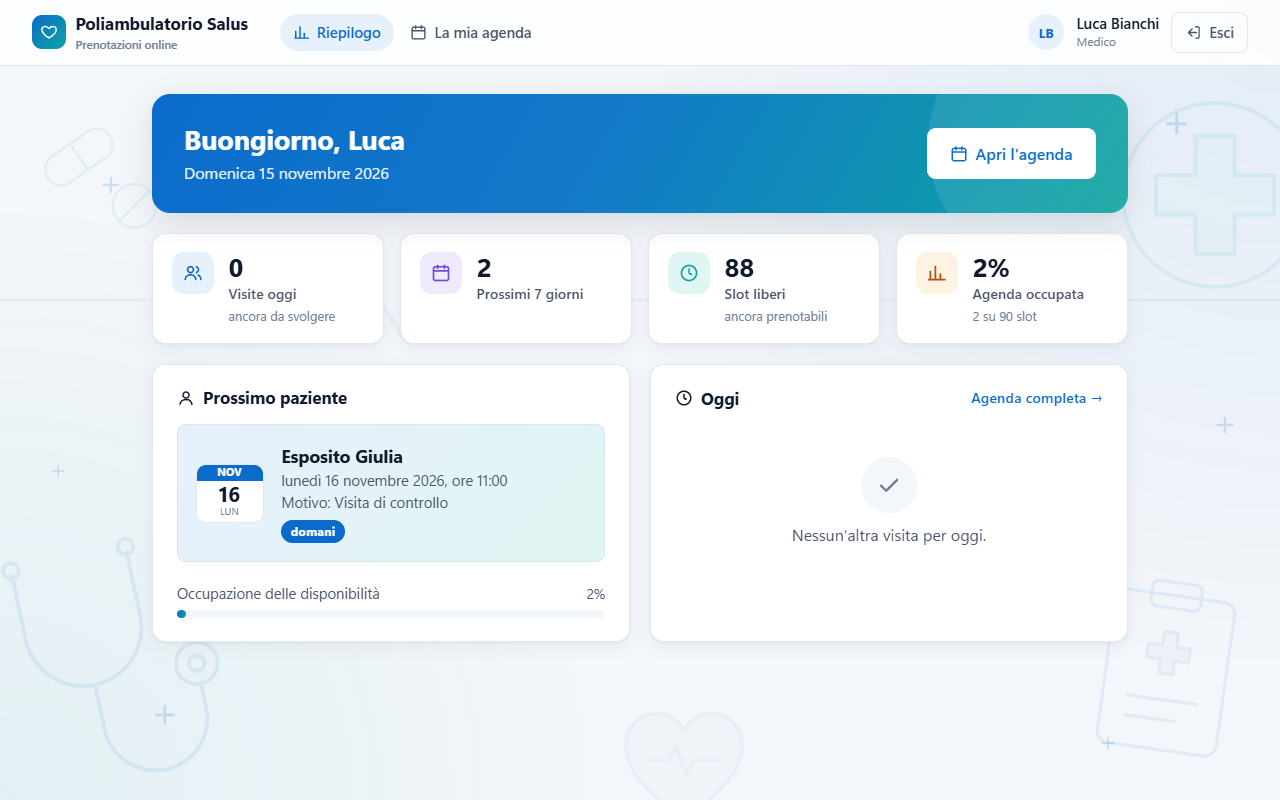 Poliambulatorio Salus
Prenotazioni online
Riepilogo
La mia agenda
LB
Luca Bianchi
Medico
Esci
Buongiorno, Luca
Domenica 15 novembre 2026
Apri l'agenda
0
Visite oggi
ancora da svolgere
2
Prossimi 7 giorni
88
Slot liberi
ancora prenotabili
2%
Agenda occupata
2 su 90 slot
Prossimo paziente
NOV
16
LUN
Esposito Giulia
lunedì 16 novembre 2026, ore 11:00
Motivo: Visita di controllo
domani
Occupazione delle disponibilità
2%
Oggi
Agenda completa →
Nessun'altra visita per oggi.